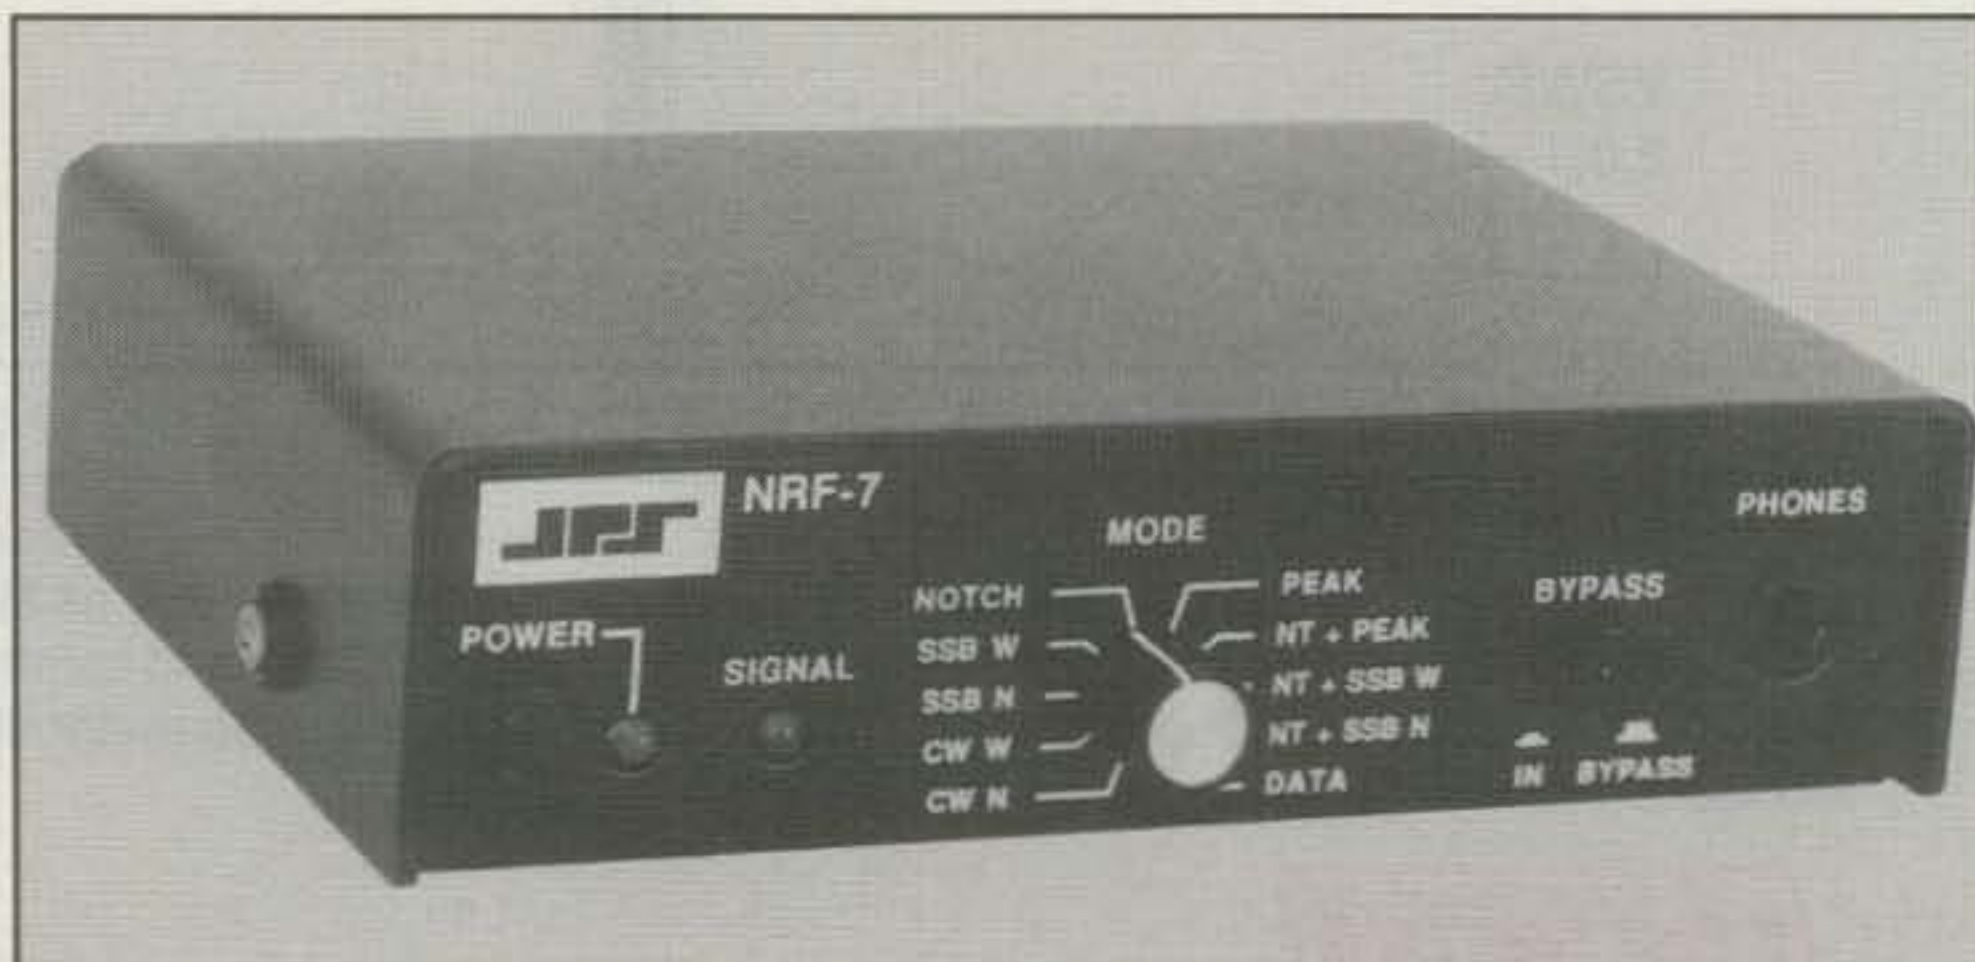 JPS NRF-7
POWER
SIGNAL
MODE
NOTCH
SSB W
SSB N
CW W
CW N
PEAK
NT + PEAK
NT + SSB W
NT + SSB N
DATA
BYPASS
IN BYPASS
PHONES